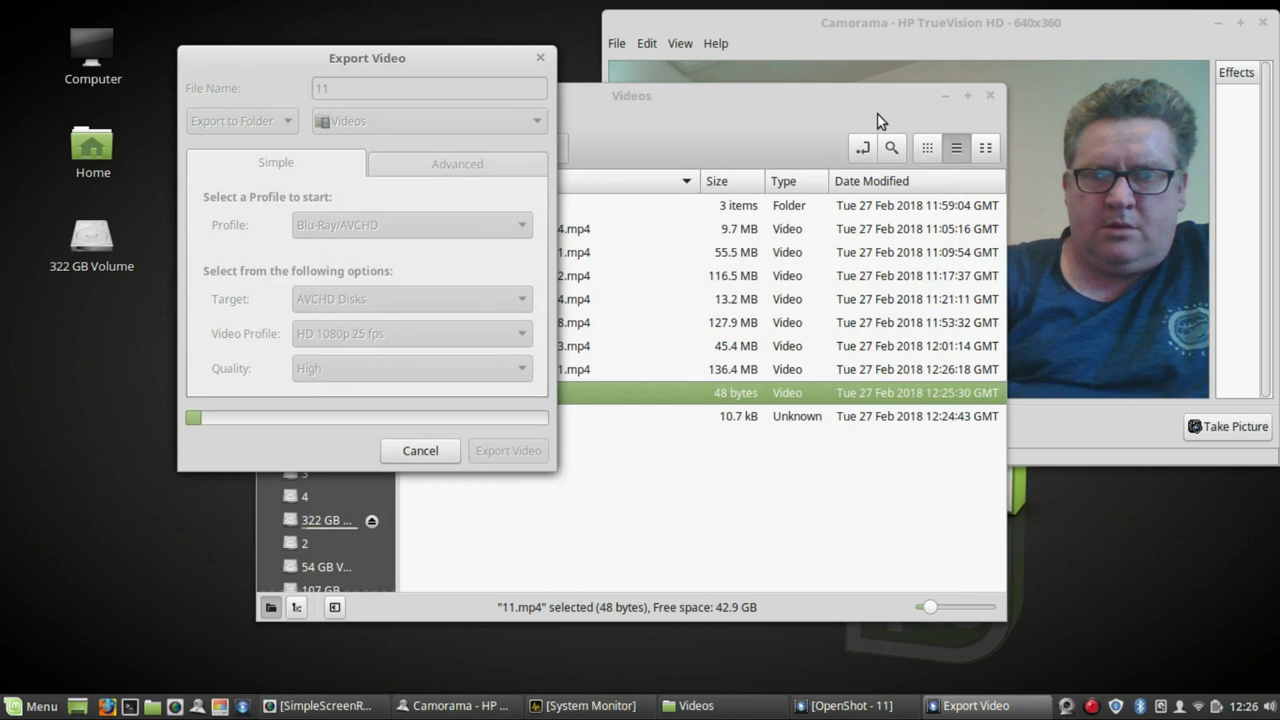 Computer
Home
322 GB Volume
Export Video
File Name:
11
Export to Folder
Videos
Simple
Advanced
Select a Profile to start:
Profile:
Blu-Ray/AVCHD
Select from the following options:
Target:
AVCHD Disks
Video Profile:
HD 1080p 25 fps
Quality:
High
Cancel
Export Video
Camorama - HP TrueVision HD - 640x360
File Edit View Help
Effects
Take Picture
Videos
Size Type Date Modified
3 items Folder Tue 27 Feb 2018 11:59:04 GMT
4.mp4 9.7 MB Video Tue 27 Feb 2018 11:05:16 GMT
1.mp4 55.5 MB Video Tue 27 Feb 2018 11:09:54 GMT
2.mp4 116.5 MB Video Tue 27 Feb 2018 11:17:37 GMT
4.mp4 13.2 MB Video Tue 27 Feb 2018 11:21:11 GMT
8.mp4 127.9 MB Video Tue 27 Feb 2018 11:53:32 GMT
3.mp4 45.4 MB Video Tue 27 Feb 2018 12:01:14 GMT
1.mp4 136.4 MB Video Tue 27 Feb 2018 12:26:18 GMT
48 bytes Video Tue 27 Feb 2018 12:25:30 GMT
10.7 kB Unknown Tue 27 Feb 2018 12:24:43 GMT
3
4
322 GB ...
2
54 GB V...
107 GB
"11.mp4" selected (48 bytes), Free space: 42.9 GB
Menu [SimpleScreenR... Camorama - HP ... [System Monitor] Videos [OpenShot - 11] Export Video 12:26